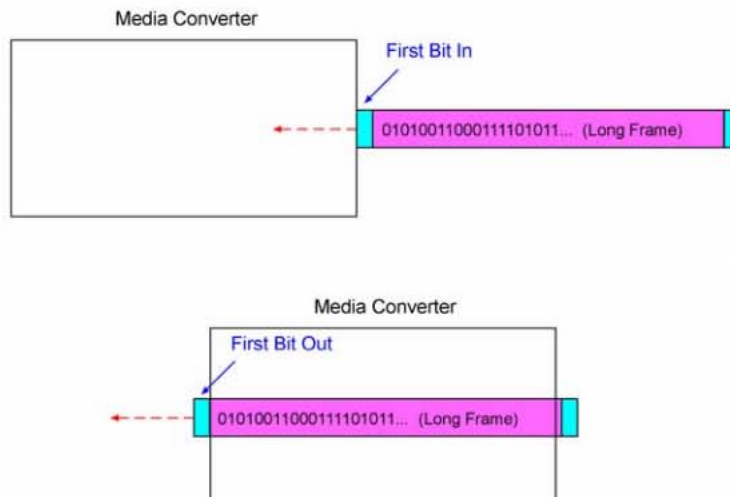 Media Converter
First Bit In
01010011000111101011... (Long Frame)
Media Converter
First Bit Out
01010011000111101011... (Long Frame)